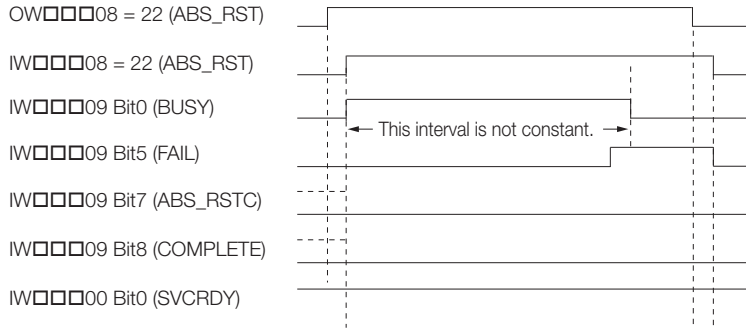 OW□□□08 = 22 (ABS_RST)
IW□□□08 = 22 (ABS_RST)
IW□□□09 Bit0 (BUSY)
This interval is not constant.
IW□□□09 Bit5 (FAIL)
IW□□□09 Bit7 (ABS_RSTC)
IW□□□09 Bit8 (COMPLETE)
IW□□□00 Bit0 (SVCRDY)